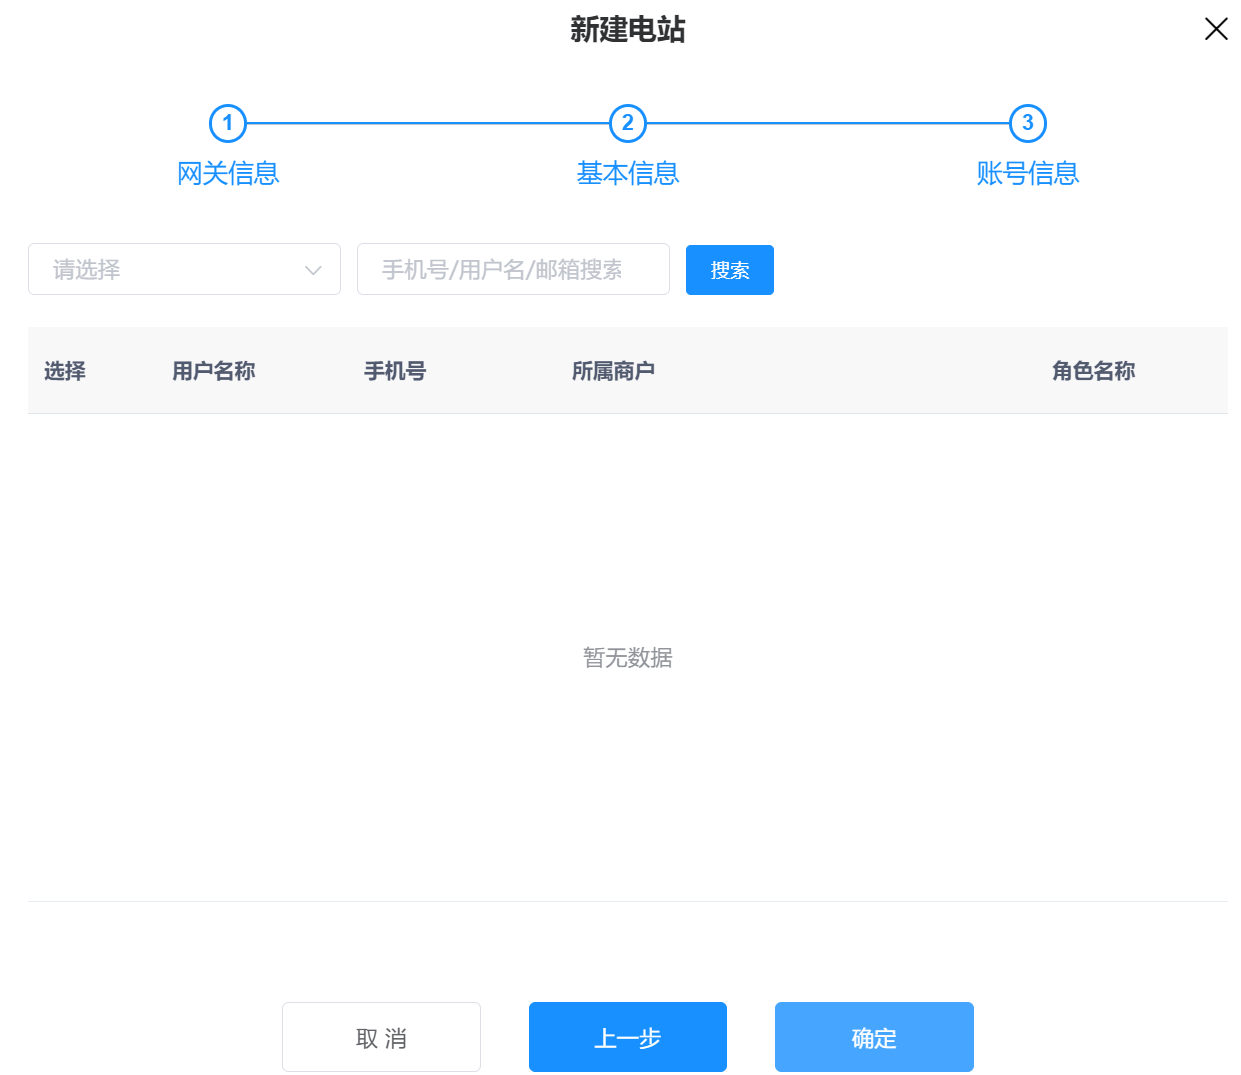 新建电站
1 2 3
网关信息 基本信息 账号信息
请选择 手机号/用户名/邮箱搜索 搜索
选择 用户名称 手机号 所属商户 角色名称
暂无数据
取 消 上一步 确定